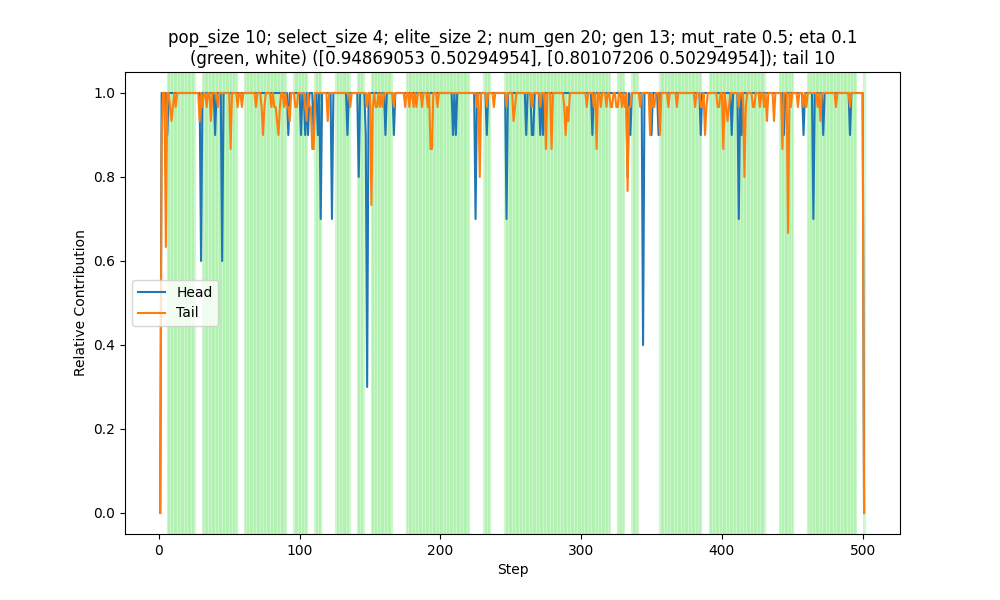 pop_size 10; select_size 4; elite_size 2; num_gen 20; gen 13; mut_rate 0.5; eta 0.1
(green, white) ([0.94869053 0.50294954], [0.80107206 0.50294954]); tail 10
Relative Contribution
1.0
0.8
0.6
0.4
0.2
0.0
Head
Tail
0
100
200
300
400
500
Step